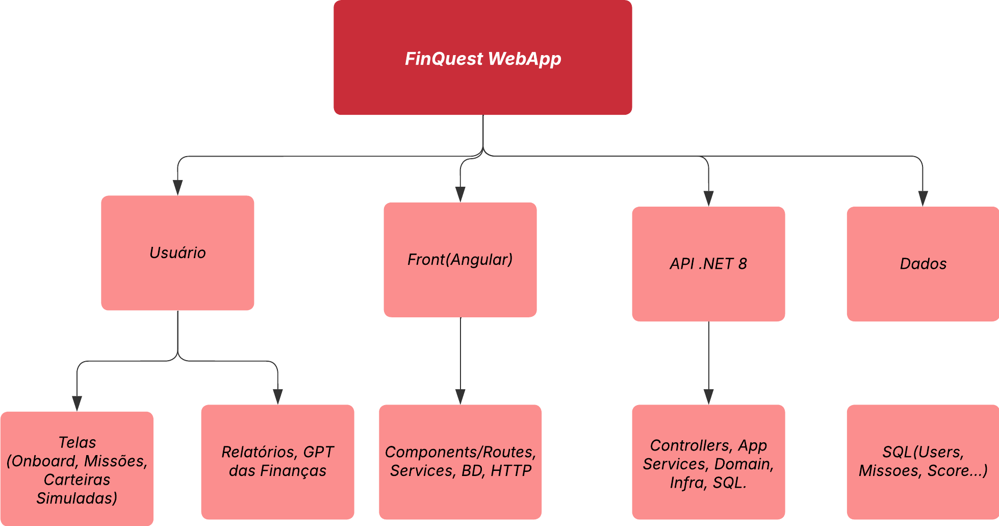 FinQuest WebApp
Usuário
Front(Angular)
API .NET 8
Dados
Telas
(Onboard, Missões,
Carteiras
Simuladas)
Relatórios, GPT
das Finanças
Components/Routes,
Services, BD, HTTP
Controllers, App
Services, Domain,
Infra, SQL.
SQL(Users,
Missoes, Score...)